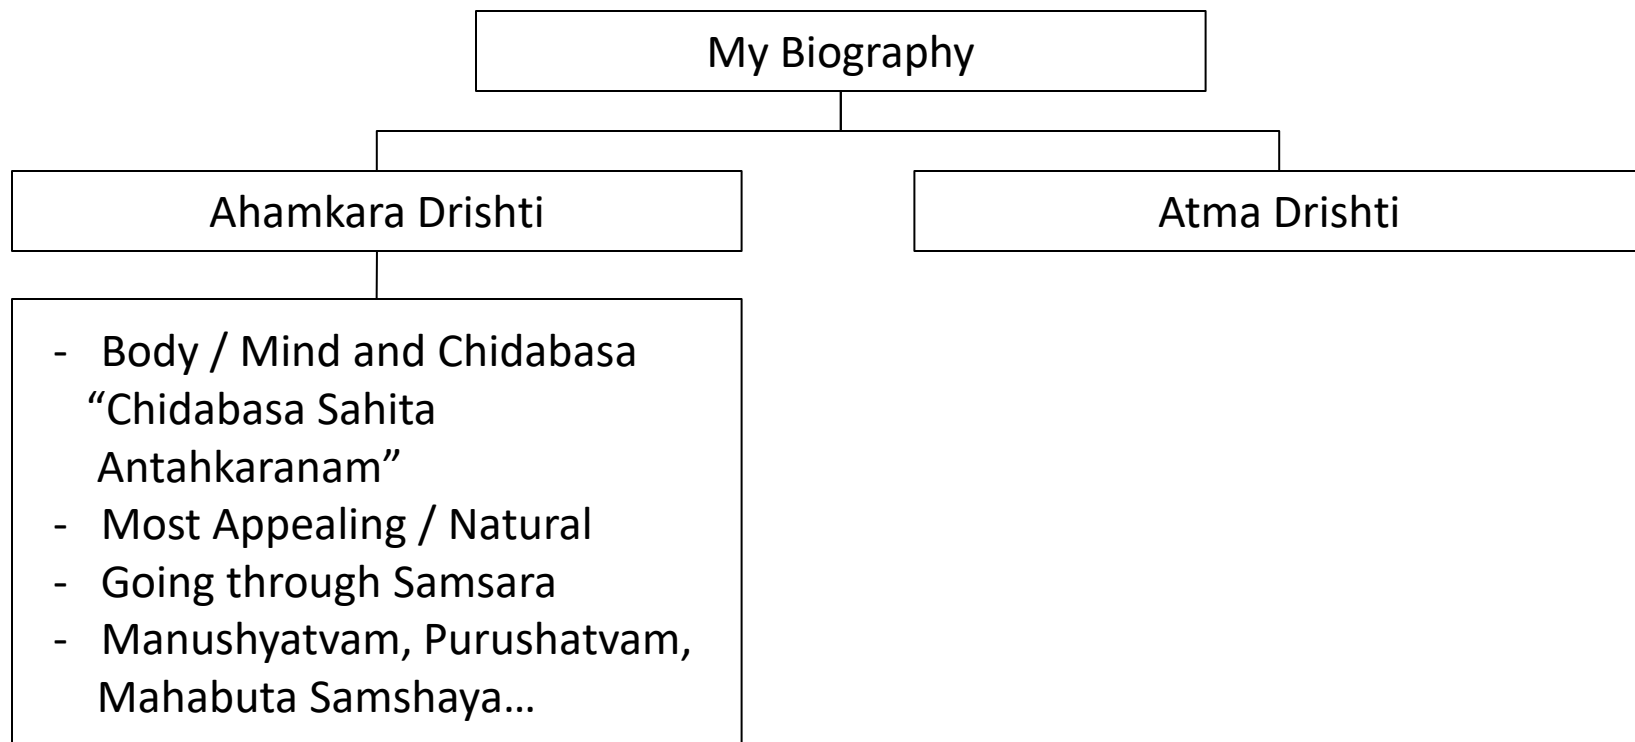 My Biography
Ahamkara Drishti
Atma Drishti
- Body / Mind and Chidabasa
“Chidabasa Sahita
Antahkaranam”
- Most Appealing / Natural
- Going through Samsara
- Manushyatvam, Purushatvam,
Mahabuta Samshaya…